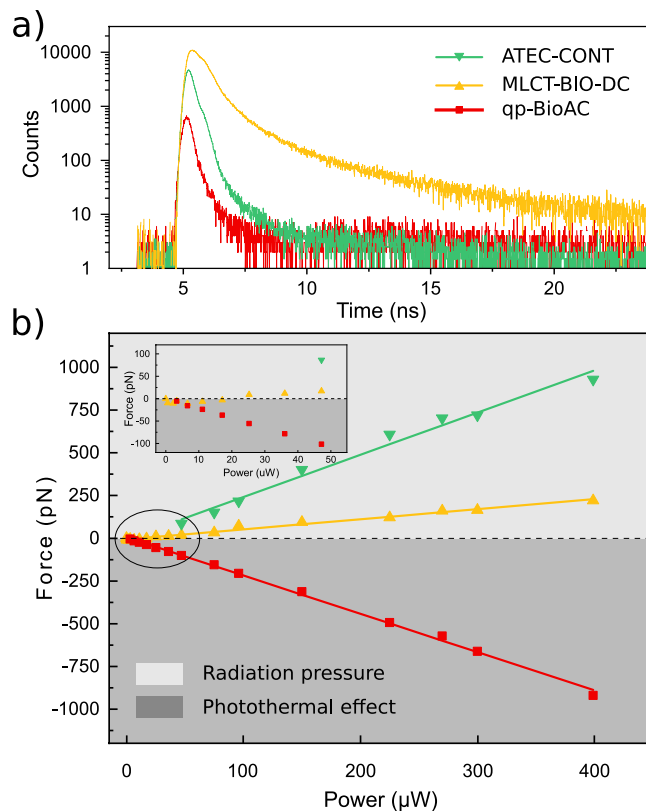 a)
10000
1000
100
10
1
Counts
ATEC-CONT
MLCT-BIO-DC
qp-BioAC
5
10
15
20
Time (ns)
b)
1000
750
500
250
0
-250
-500
-750
-1000
Force (pN)
100
50
0
-50
-100
Force (pN)
0
10
20
30
40
50
Power (uW)
Radiation pressure
Photothermal effect
0
100
200
300
400
Power (µW)